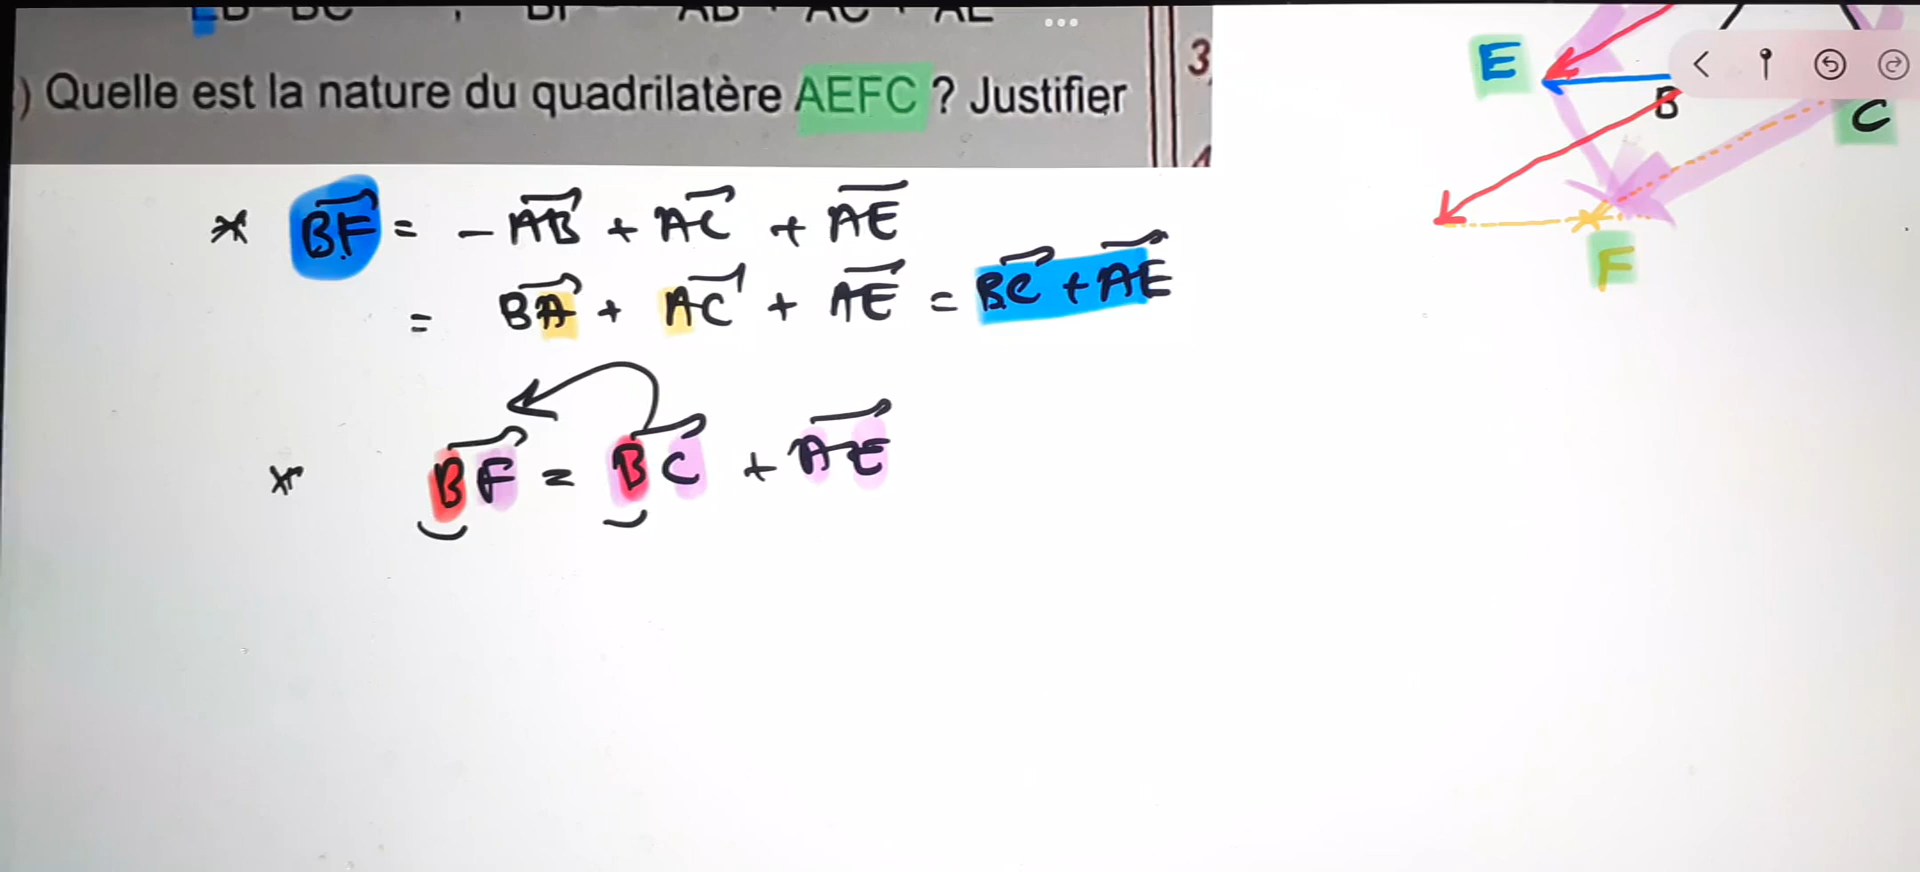 ) Quelle est la nature du quadrilatère AEFC ? Justifier
3
E
B
C
F
* BF = - AB + AC + AE
= BA + AC + AE = BC + AE
* BF = BC + AE